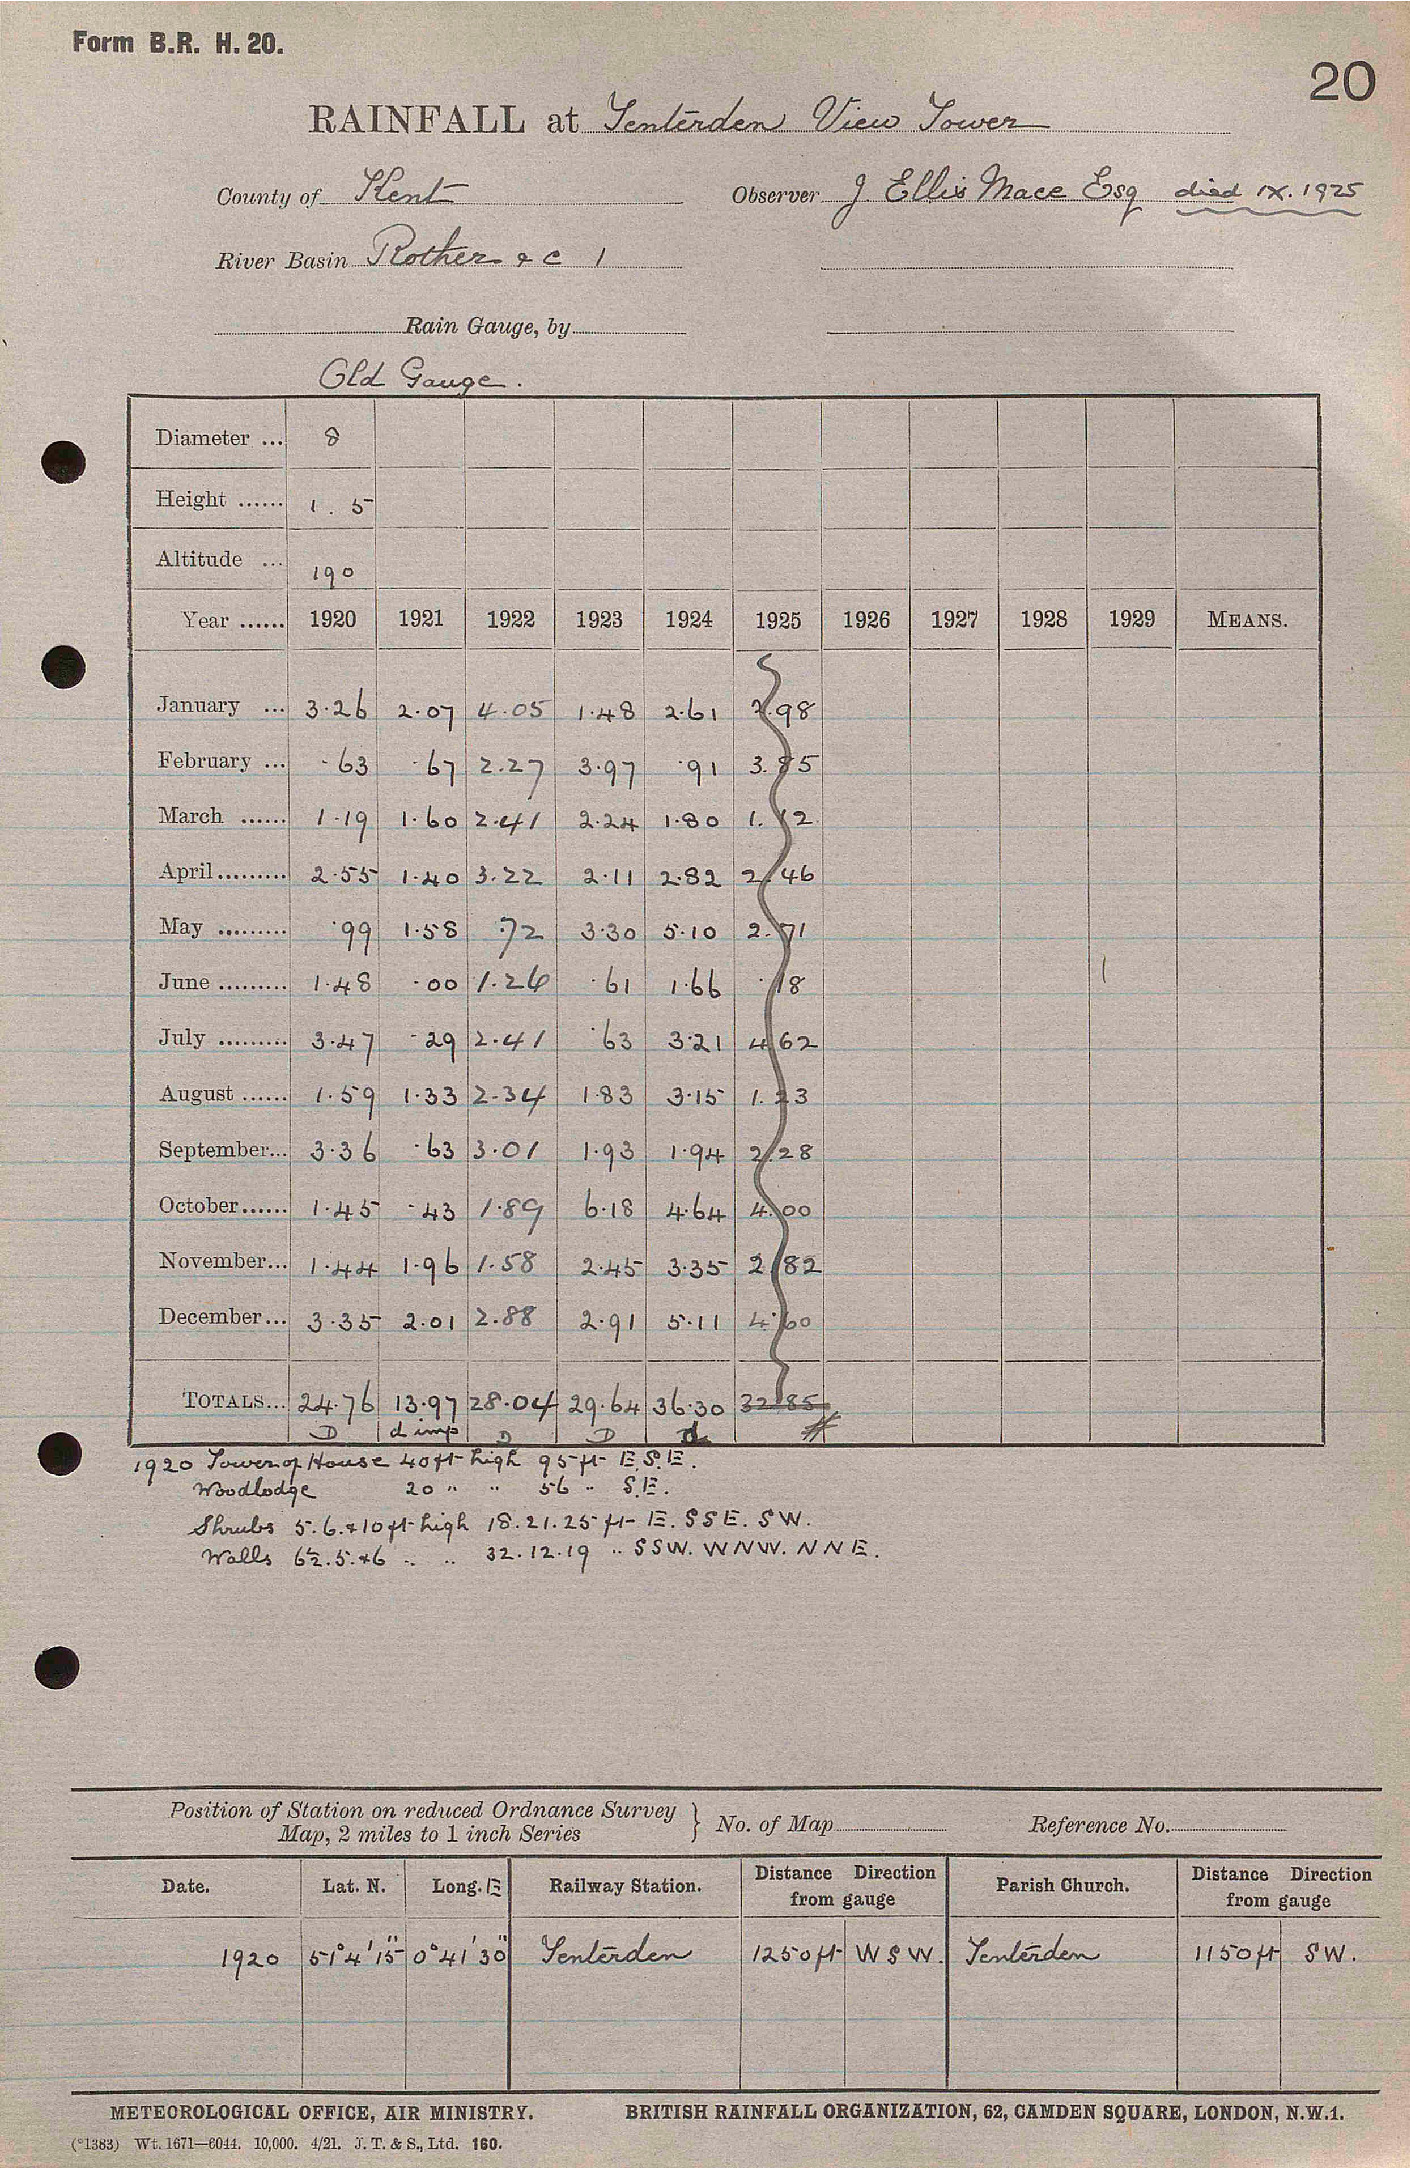 Form B.R. H. 20.
20
RAINFALL at Tenterden View Tower
County of Kent Observer J Ellis Mace Esq died IX. 1925
River Basin Rother & c 1
Rain Gauge, by
Old Gauge.
Diameter ... 8
Height ...... 1 . 5
Altitude ... 190
Year ...... 1920 1921 1922 1923 1924 1925 1926 1927 1928 1929 MEANS.
January ... 3.26 2.07 4.05 1.48 2.61 2.98
February ... .63 .67 2.27 3.97 .91 3.85
March ...... 1.19 1.60 2.41 2.24 1.80 1.12
April ......... 2.55 1.40 3.22 2.11 2.82 2.46
May ......... .99 1.58 .72 3.30 5.10 2.71
June ......... 1.48 .00 1.26 .61 1.66 .18
July ......... 3.47 .29 2.41 .63 3.21 4.62
August ...... 1.59 1.33 2.34 1.83 3.15 1.23
September... 3.36 .63 3.01 1.93 1.94 2.28
October...... 1.45 .43 1.89 6.18 4.64 4.00
November... 1.44 1.96 1.58 2.45 3.35 2.82
December... 3.35 2.01 2.88 2.91 5.11 4.60
TOTALS... 24.76 13.97 28.04 29.64 36.30 32.85
D d imp D D d #
1920 Tower of House 40 ft high 95 ft E.S.E.
Woodlodge 20 " " 56 " S.E.
Shrubs 5.6.&10 ft high 18.21.25 ft E. SSE. SW.
Walls 6½.5.&6 " " 32.12.19 " SSW. WNW. NNE.
Position of Station on reduced Ordnance Survey
Map, 2 miles to 1 inch Series } No. of Map Reference No.
Date. Lat. N. Long. E Railway Station. Distance Direction from gauge Parish Church. Distance Direction from gauge
1920 51°4'15" 0°41'30" Tenterden 1250 ft W S W. Tenterden 1150 ft SW.
METEOROLOGICAL OFFICE, AIR MINISTRY. BRITISH RAINFALL ORGANIZATION, 62, CAMDEN SQUARE, LONDON, N.W.1.
(*1383) Wt. 1671—6044. 10,000. 4/21. J. T. & S., Ltd. 160.